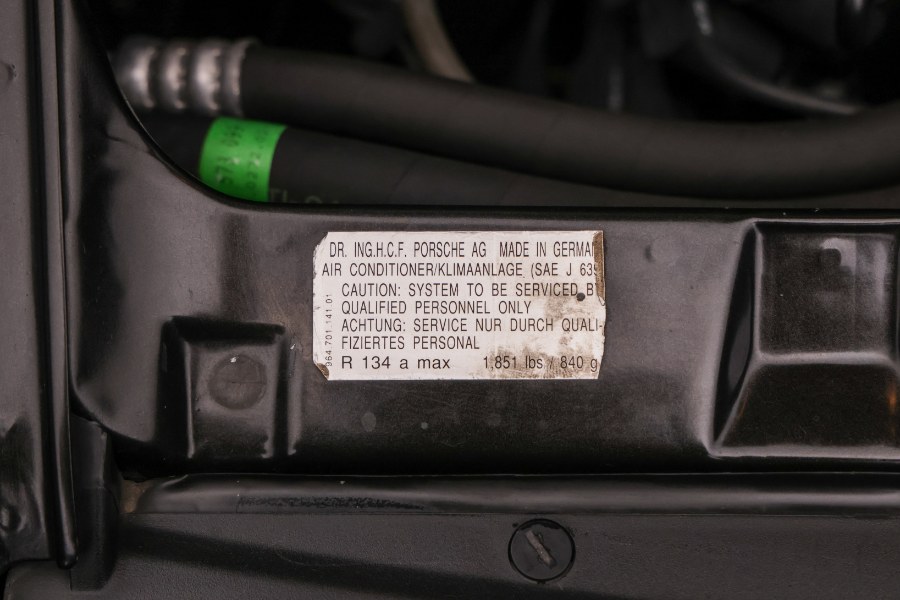 DR. ING.H.C.F. PORSCHE AG MADE IN GERMAN
AIR CONDITIONER/KLIMAANLAGE (SAE J 639
CAUTION: SYSTEM TO BE SERVICED B
QUALIFIED PERSONNEL ONLY
ACHTUNG: SERVICE NUR DURCH QUALI-
FIZIERTES PERSONAL
R 134 a max 1,851 lbs / 840 g
964.701.141.01